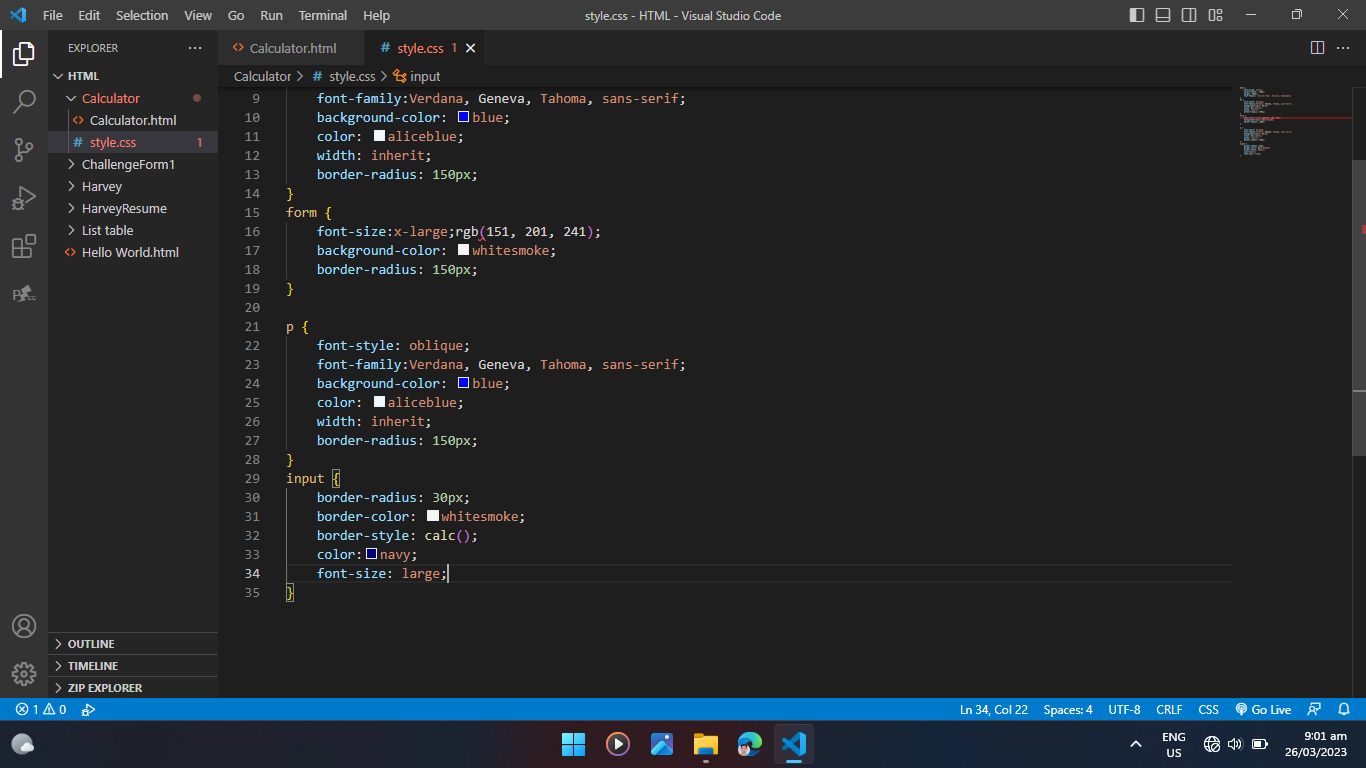 File Edit Selection View Go Run Terminal Help style.css - HTML - Visual Studio Code
EXPLORER
HTML
Calculator
Calculator.html
# style.css 1
ChallengeForm1
Harvey
HarveyResume
List table
Hello World.html
OUTLINE
TIMELINE
ZIP EXPLORER
Calculator.html # style.css 1
Calculator > # style.css > input
9 font-family:Verdana, Geneva, Tahoma, sans-serif;
10 background-color: blue;
11 color: aliceblue;
12 width: inherit;
13 border-radius: 150px;
14 }
15 form {
16 font-size:x-large;rgb(151, 201, 241);
17 background-color: whitesmoke;
18 border-radius: 150px;
19 }
20
21 p {
22 font-style: oblique;
23 font-family:Verdana, Geneva, Tahoma, sans-serif;
24 background-color: blue;
25 color: aliceblue;
26 width: inherit;
27 border-radius: 150px;
28 }
29 input {
30 border-radius: 30px;
31 border-color: whitesmoke;
32 border-style: calc();
33 color: navy;
34 font-size: large;
35 }
1 0 Ln 34, Col 22 Spaces: 4 UTF-8 CRLF CSS Go Live
ENG
US
9:01 am
26/03/2023